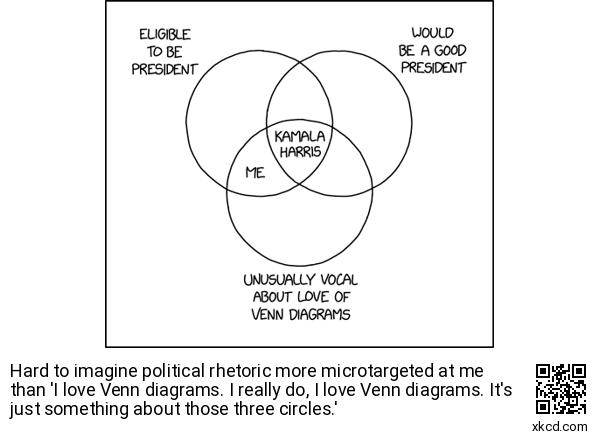 ELIGIBLE
TO BE
PRESIDENT
WOULD
BE A GOOD
PRESIDENT
KAMALA
HARRIS
ME
UNUSUALLY VOCAL
ABOUT LOVE OF
VENN DIAGRAMS
Hard to imagine political rhetoric more microtargeted at me
than 'I love Venn diagrams. I really do, I love Venn diagrams. It's
just something about those three circles.'
xkcd.com